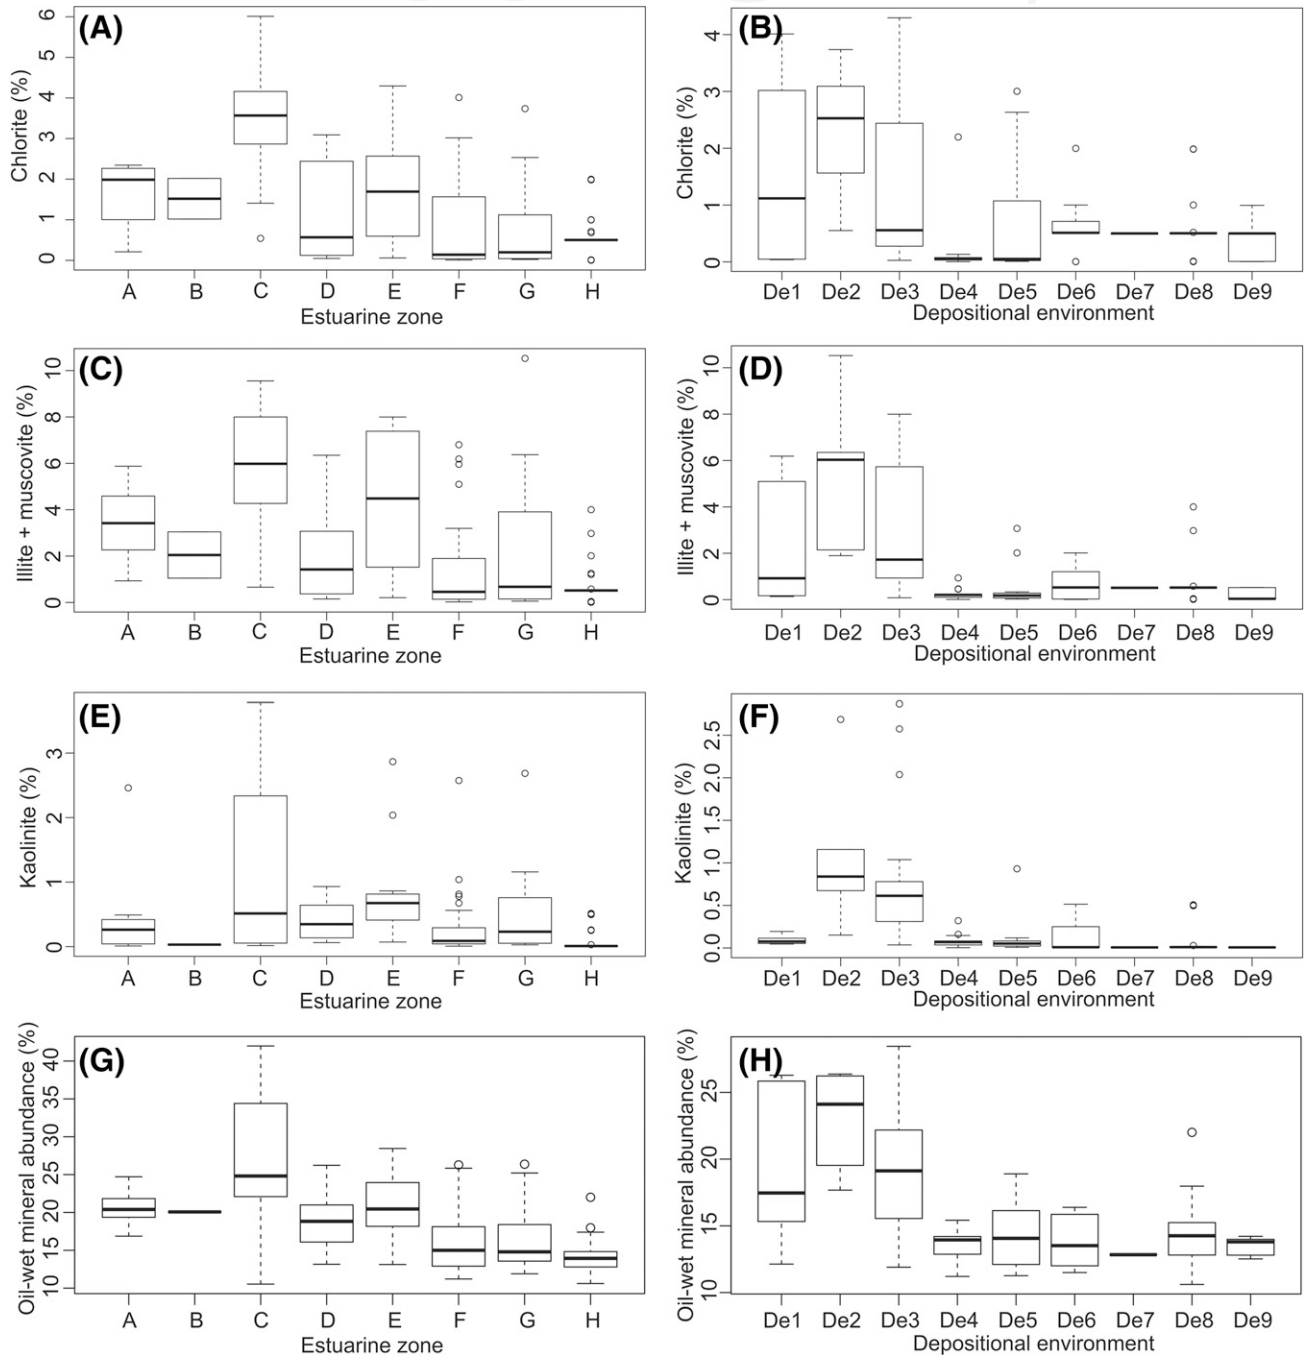 (A)
Chlorite (%)
6
5
4
3
2
1
0
A B C D E F G H
Estuarine zone
(B)
Chlorite (%)
4
3
2
1
0
De1 De2 De3 De4 De5 De6 De7 De8 De9
Depositional environment
(C)
Illite + muscovite (%)
10
8
6
4
2
0
A B C D E F G H
Estuarine zone
(D)
Illite + muscovite (%)
10
8
6
4
2
0
De1 De2 De3 De4 De5 De6 De7 De8 De9
Depositional environment
(E)
Kaolinite (%)
3
2
1
0
A B C D E F G H
Estuarine zone
(F)
Kaolinite (%)
2.5
2.0
1.5
1.0
0.5
0.0
De1 De2 De3 De4 De5 De6 De7 De8 De9
Depositional environment
(G)
Oil-wet mineral abundance (%)
40
35
30
25
20
15
10
A B C D E F G H
Estuarine zone
(H)
Oil-wet mineral abundance (%)
25
20
15
10
De1 De2 De3 De4 De5 De6 De7 De8 De9
Depositional environment